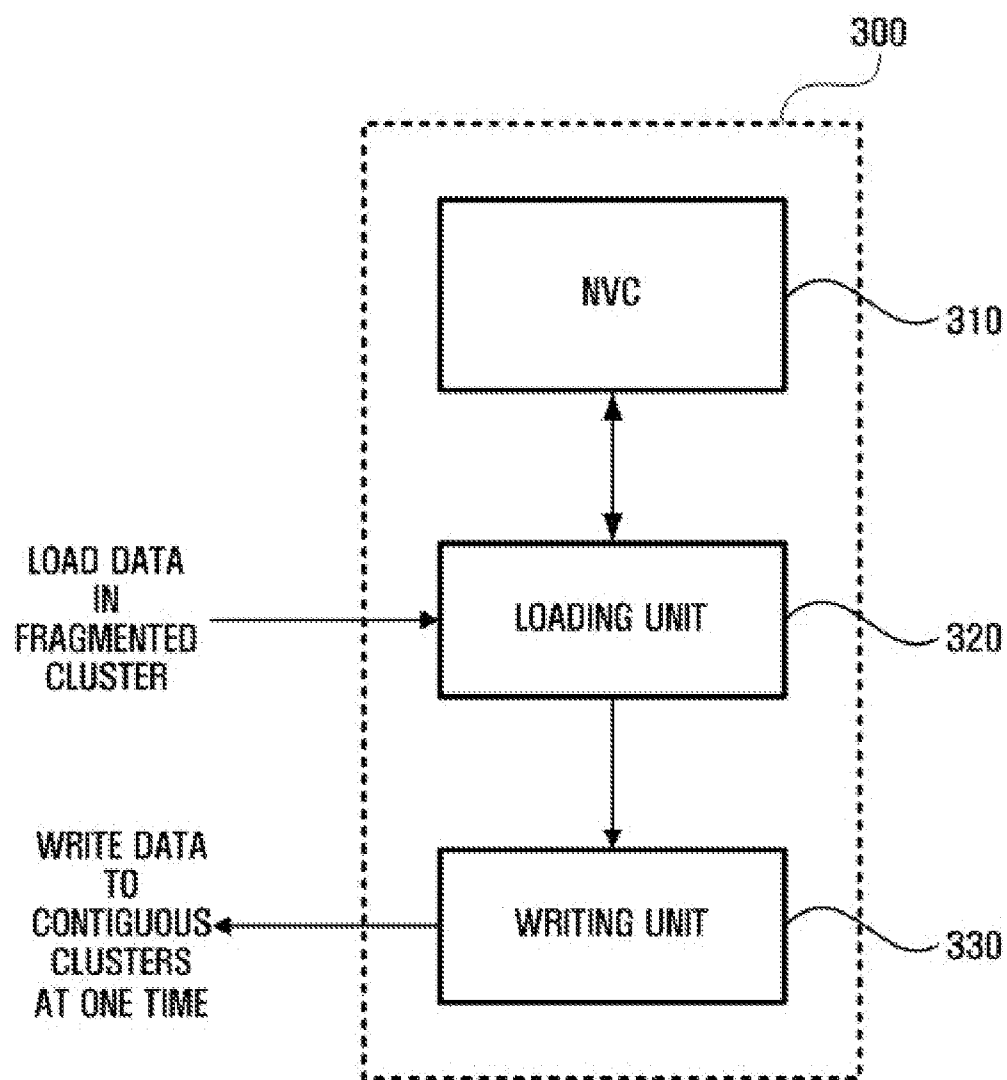 300
NVC
310
LOAD DATA
IN
FRAGMENTED
CLUSTER
LOADING UNIT
320
WRITE DATA
TO
CONTIGUOUS
CLUSTERS
AT ONE TIME
WRITING UNIT
330